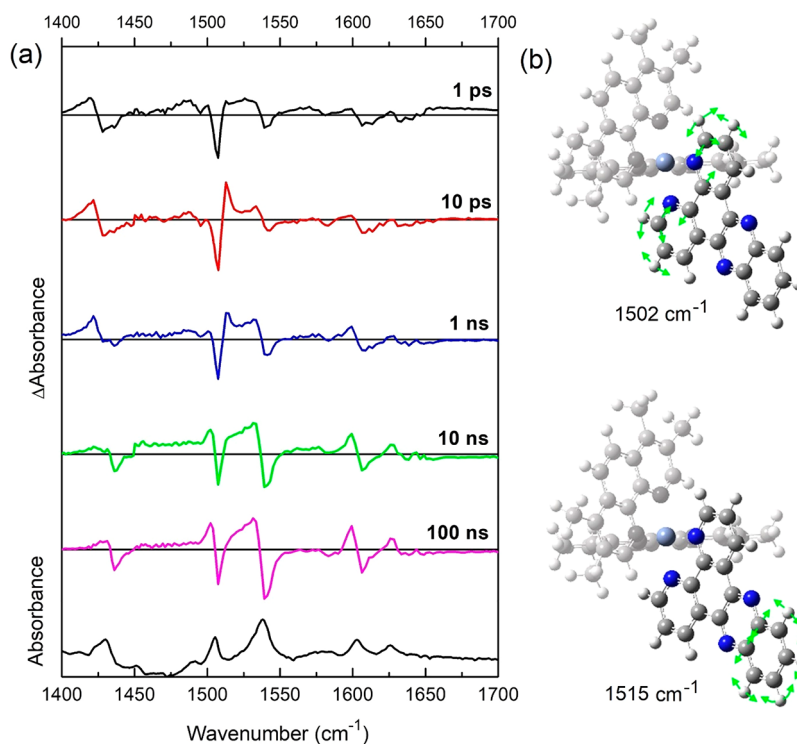 1400 1450 1500 1550 1600 1650 1700
(a)
(b)
1 ps
10 ps
1 ns
10 ns
100 ns
ΔAbsorbance
Absorbance
1400 1450 1500 1550 1600 1650 1700
Wavenumber (cm⁻¹)
1502 cm⁻¹
1515 cm⁻¹